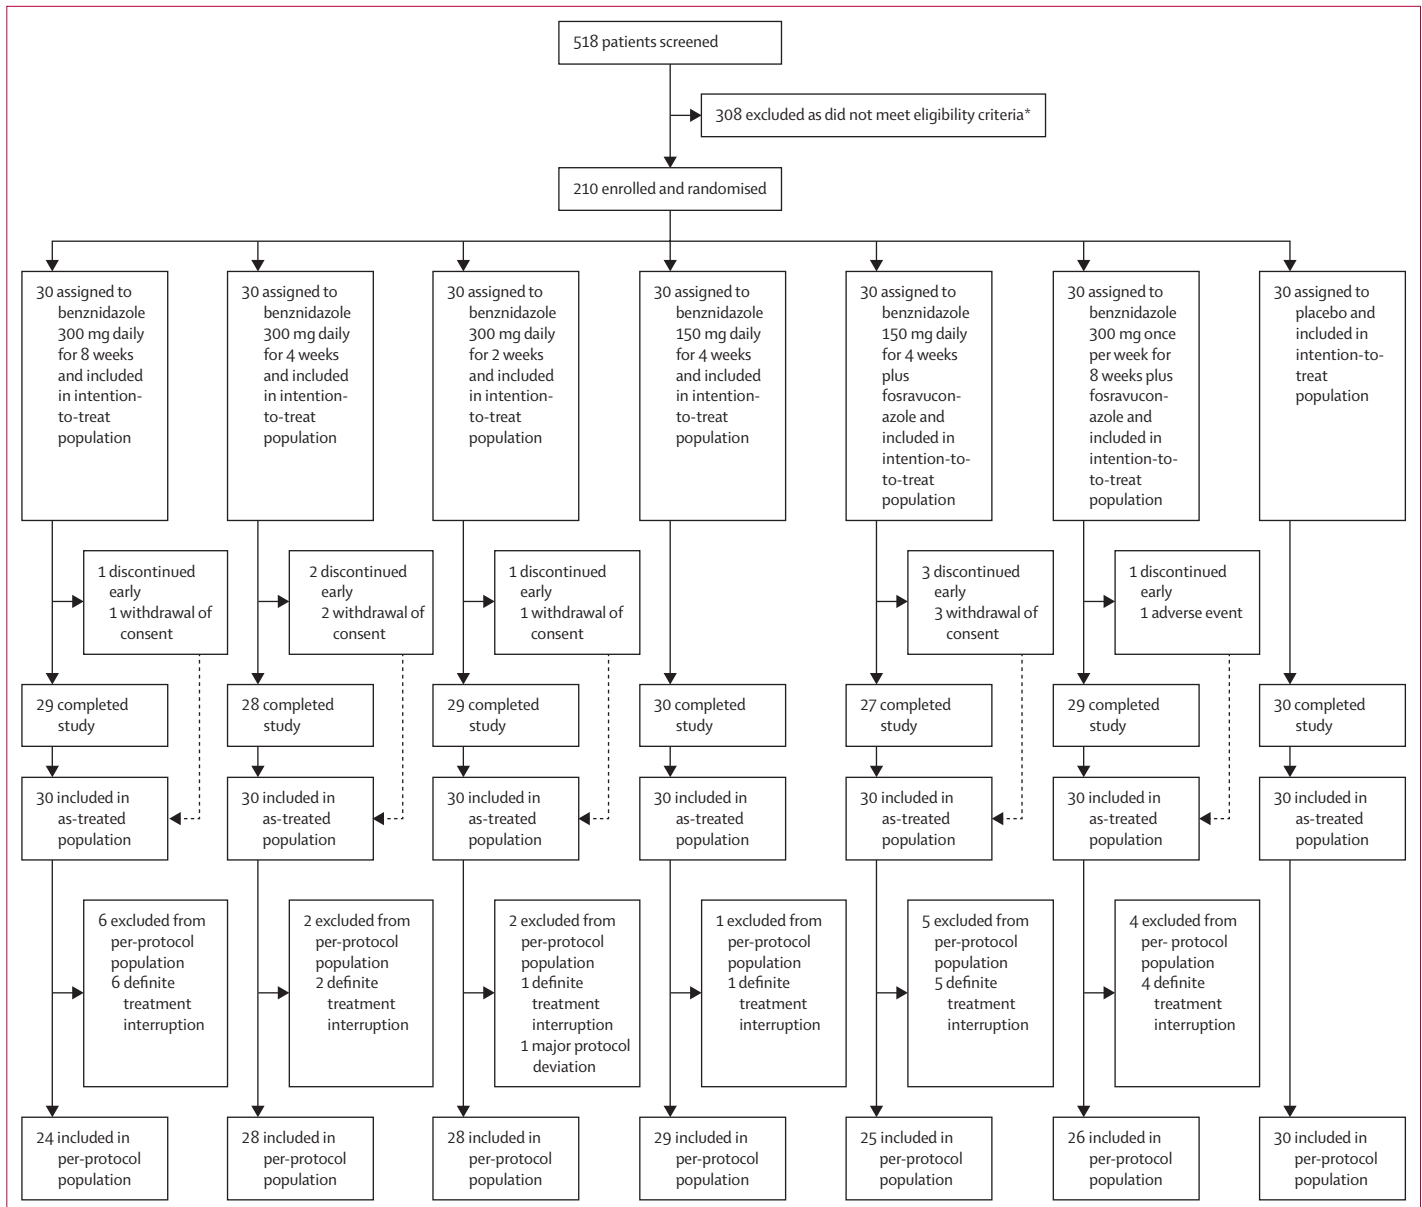 518 patients screened
308 excluded as did not meet eligibility criteria*
210 enrolled and randomised
30 assigned to
benznidazole
300 mg daily
for 8 weeks
and included
in intention-
to-treat
population
30 assigned to
benznidazole
300 mg daily
for 4 weeks
and included
in intention-
to-treat
population
30 assigned to
benznidazole
300 mg daily
for 2 weeks
and included
in intention-
to-treat
population
30 assigned to
benznidazole
150 mg daily
for 4 weeks
and included
in intention-
to-treat
population
30 assigned to
benznidazole
150 mg daily
for 4 weeks
plus
fosravucon-
azole and
included in
intention-to-
to-treat
population
30 assigned to
benznidazole
300 mg once
per week for
8 weeks plus
fosravucon-
azole and
included in
intention-to-
to-treat
population
30 assigned to
placebo and
included in
intention-to-
treat
population
1 discontinued
early
1 withdrawal of
consent
2 discontinued
early
2 withdrawal of
consent
1 discontinued
early
1 withdrawal of
consent
3 discontinued
early
3 withdrawal of
consent
1 discontinued
early
1 adverse event
29 completed
study
28 completed
study
29 completed
study
30 completed
study
27 completed
study
29 completed
study
30 completed
study
30 included in
as-treated
population
30 included in
as-treated
population
30 included in
as-treated
population
30 included in
as-treated
population
30 included in
as-treated
population
30 included in
as-treated
population
30 included in
as-treated
population
6 excluded from
per-protocol
population
6 definite
treatment
interruption
2 excluded from
per-protocol
population
2 definite
treatment
interruption
2 excluded from
per-protocol
population
1 definite
treatment
interruption
1 major protocol
deviation
1 excluded from
per-protocol
population
1 definite
treatment
interruption
5 excluded from
per-protocol
population
5 definite
treatment
interruption
4 excluded from
per- protocol
population
4 definite
treatment
interruption
24 included in
per-protocol
population
28 included in
per-protocol
population
28 included in
per-protocol
population
29 included in
per-protocol
population
25 included in
per-protocol
population
26 included in
per-protocol
population
30 included in
per-protocol
population